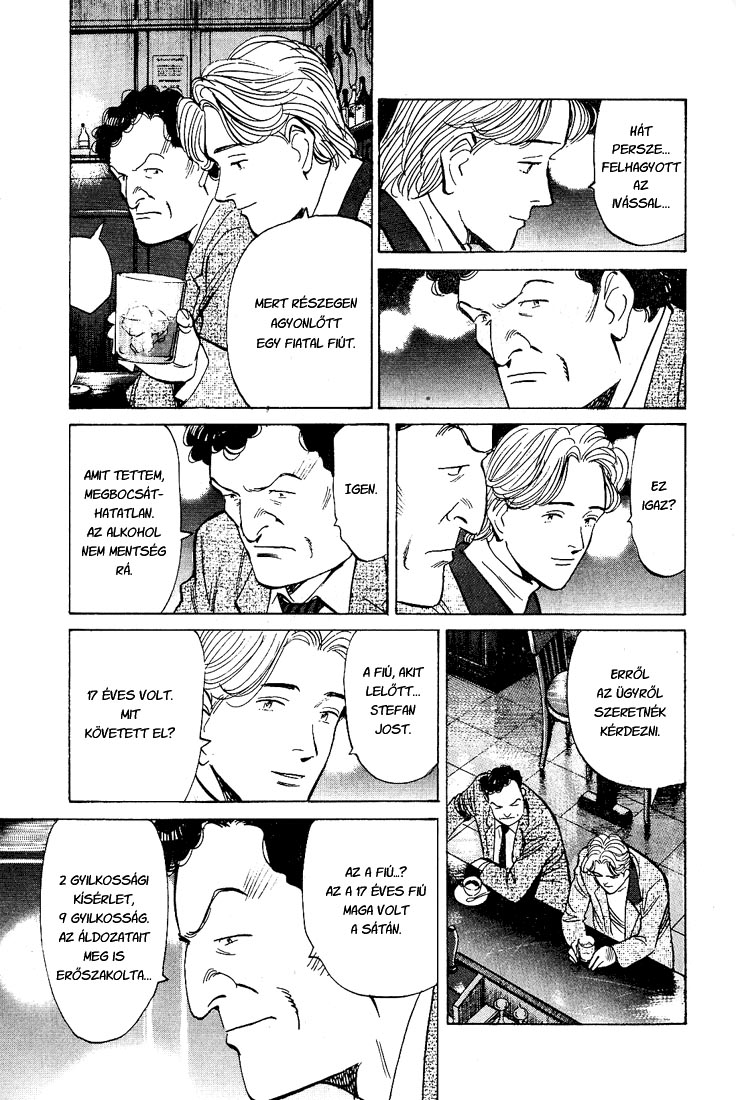 HÁT
PERSZE...
FELHAGYOTT
AZ
IVÁSSAL...
MERT RÉSZEGEN
AGYONLŐTT
EGY FIATAL FIÚT.
EZ
IGAZ?
IGEN.
AMIT TETTEM,
MEGBOCSÁT-
HATATLAN.
AZ ALKOHOL
NEM MENTSÉG
RÁ.
ERRŐL
AZ ÜGYRŐL
SZERETNÉK
KÉRDEZNI.
A FIÚ, AKIT
LELŐTT...
STEFAN
JOST.
17 ÉVES VOLT.
MIT
KÖVETETT EL?
AZ A FIÚ..?
AZ A 17 ÉVES FIÚ
MAGA VOLT
A SÁTÁN.
2 GYILKOSSÁGI
KÍSÉRLET,
9 GYILKOSSÁG.
AZ ÁLDOZATAIT
MEG IS
ERŐSZAKOLTA...